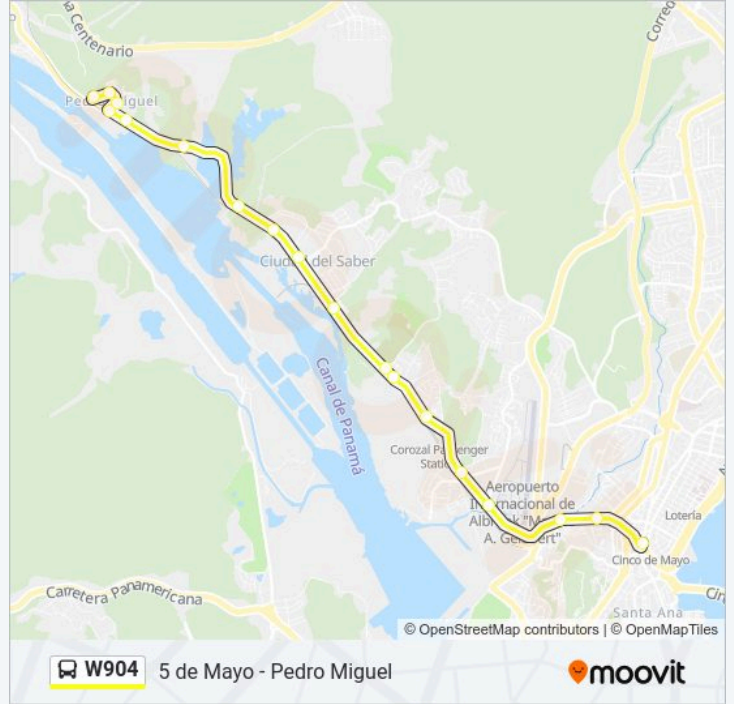 Centenario
Corre
Pedro Miguel
Ciudad del Saber
Canal de Panamá
Corozal Passenger
Station
Aeropuerto
Internacional de
A. Gelabert"
Lotería
Cinco de Mayo
Carretera Panamericana
Santa Ana
© OpenStreetMap contributors | © OpenMapTiles
W904 5 de Mayo - Pedro Miguel
moovit